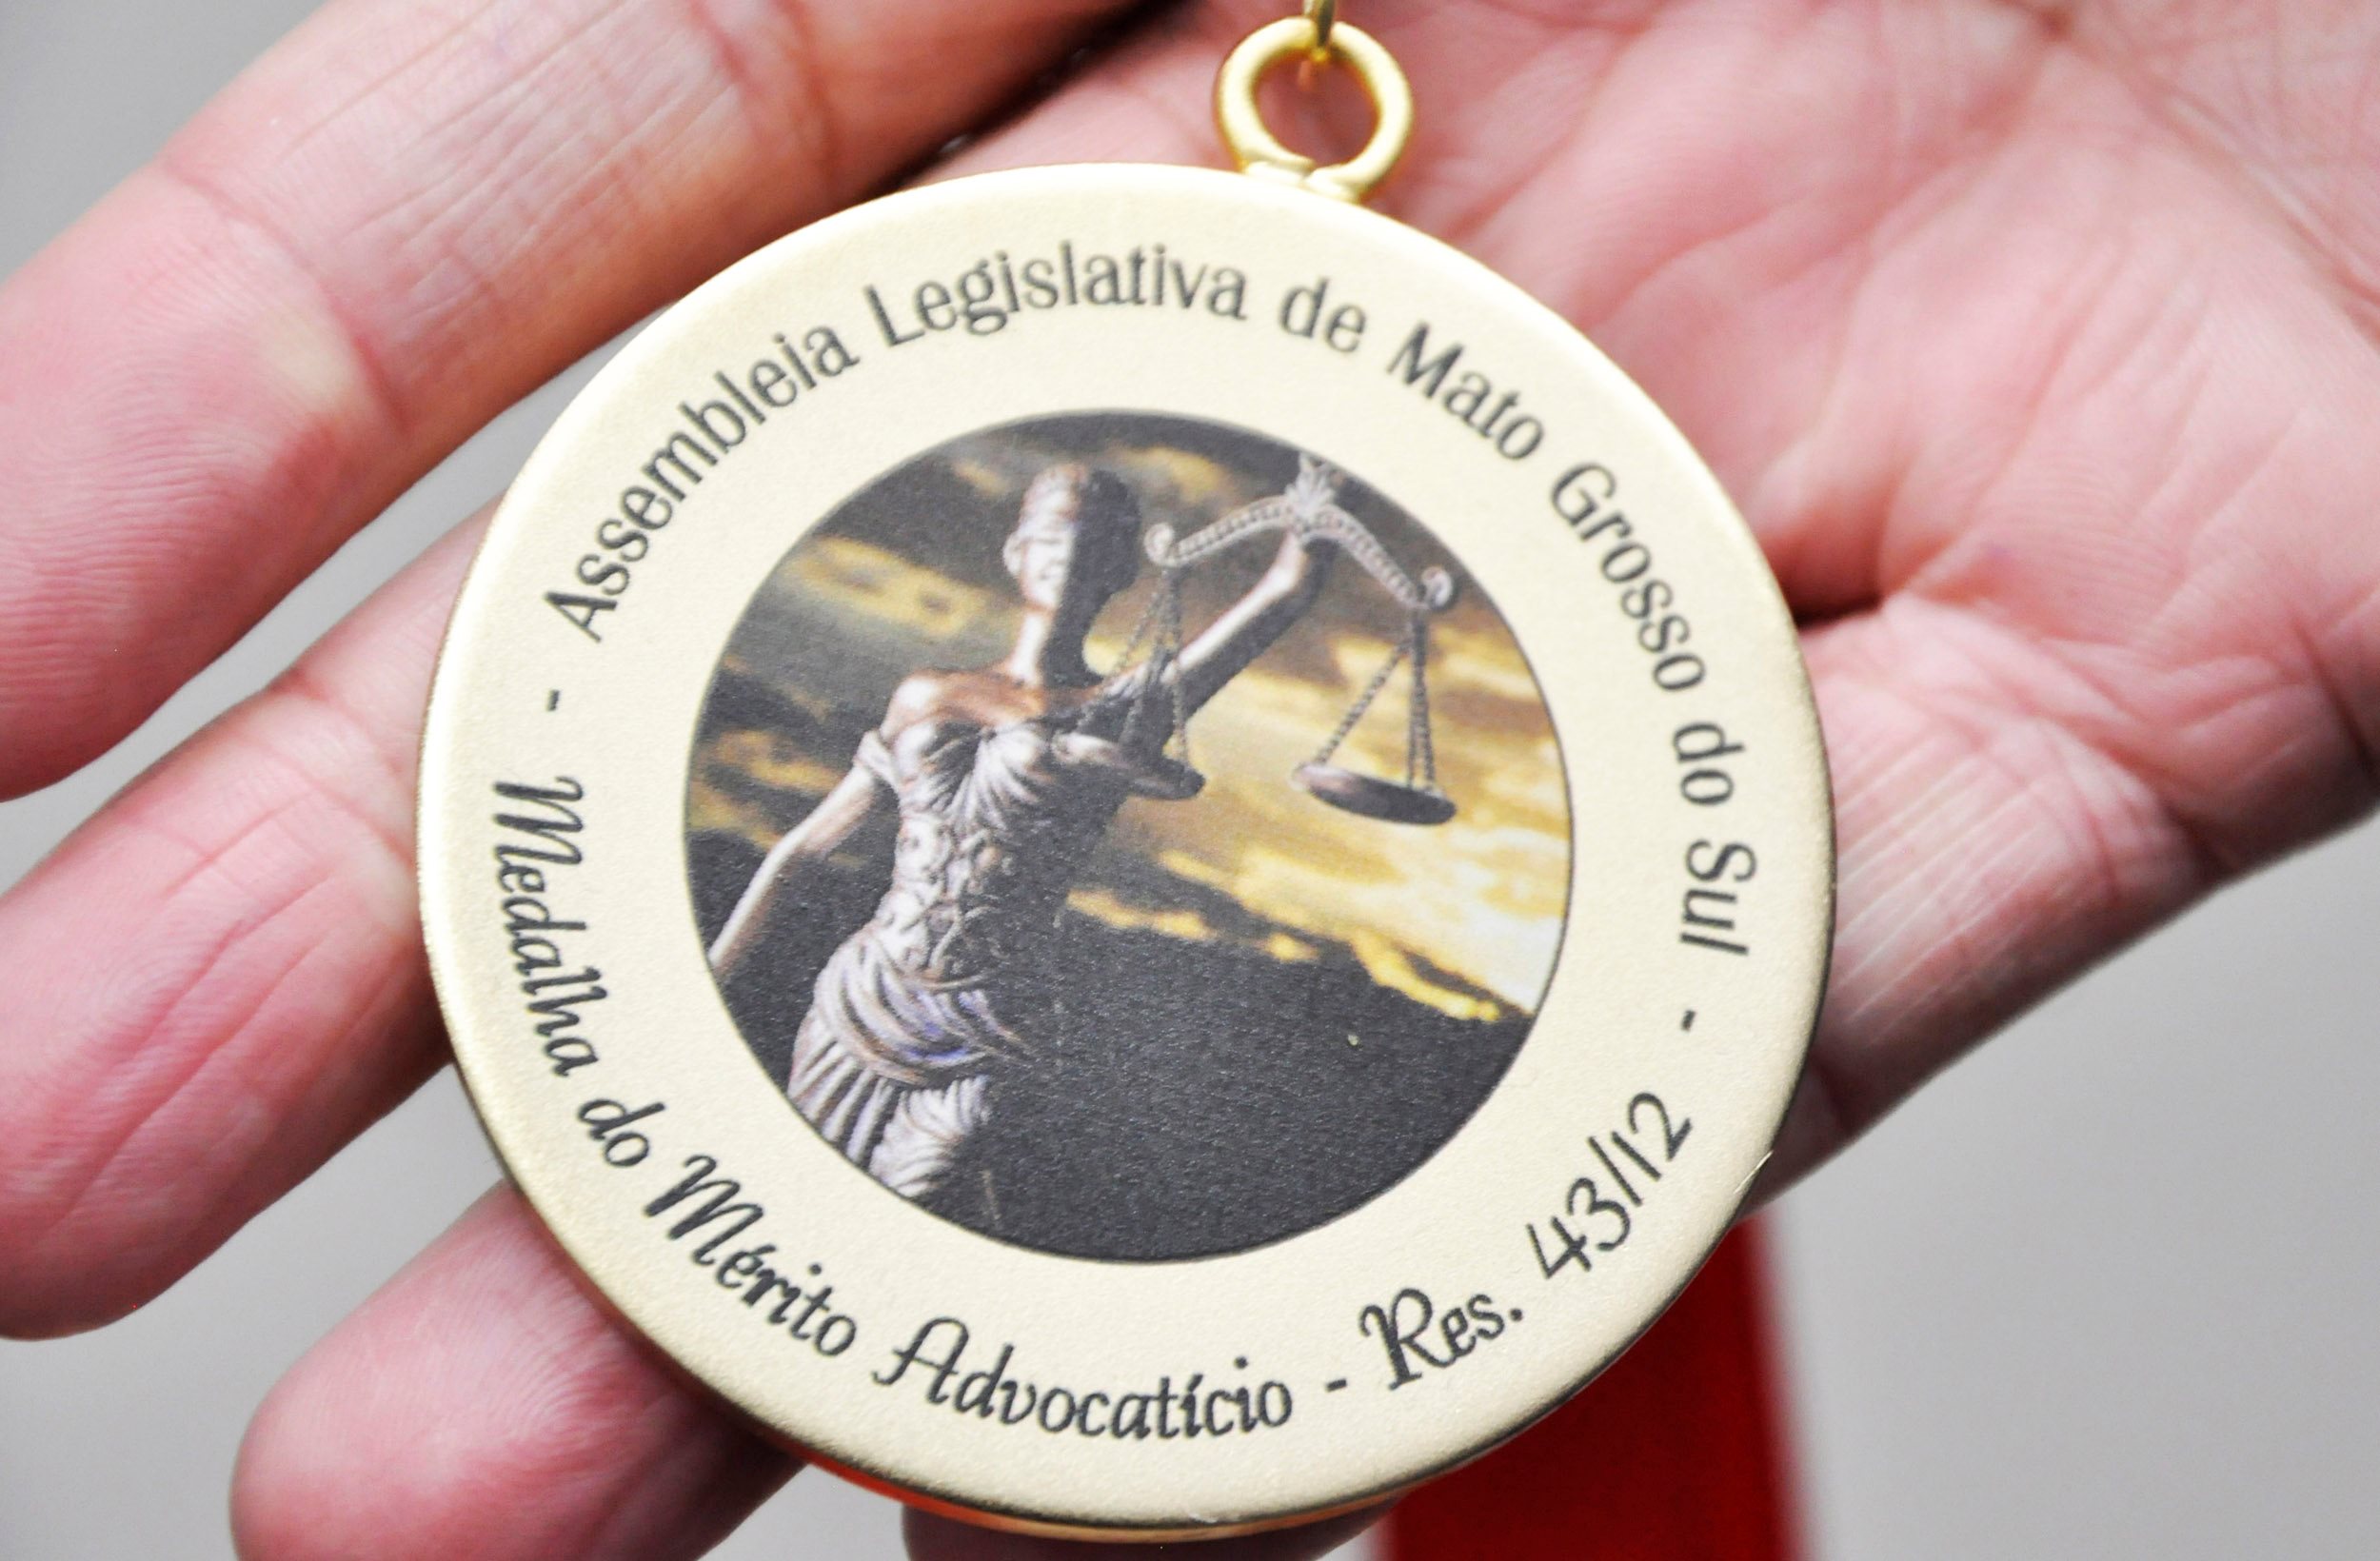 - Assembleia Legislativa de Mato Grosso do Sul -
Medalha do Mérito Advocatício - Res. 43/12